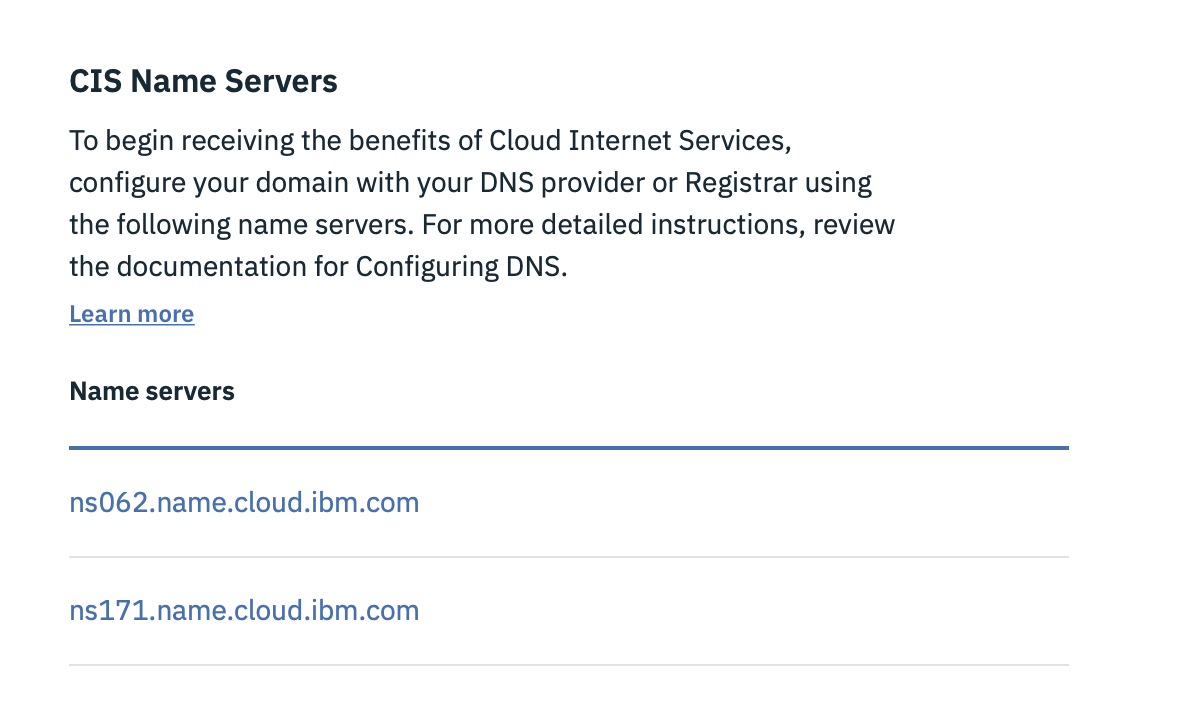 CIS Name Servers
To begin receiving the benefits of Cloud Internet Services,
configure your domain with your DNS provider or Registrar using
the following name servers. For more detailed instructions, review
the documentation for Configuring DNS.
Learn more
Name servers
ns062.name.cloud.ibm.com
ns171.name.cloud.ibm.com